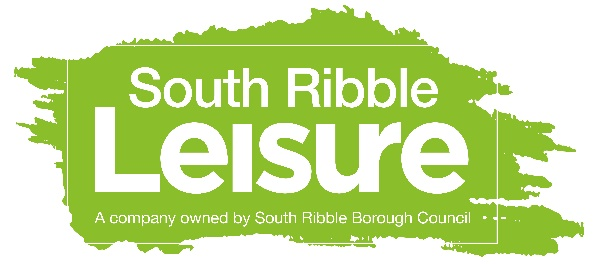 South Ribble
Leisure
A company owned by South Ribble Borough Council